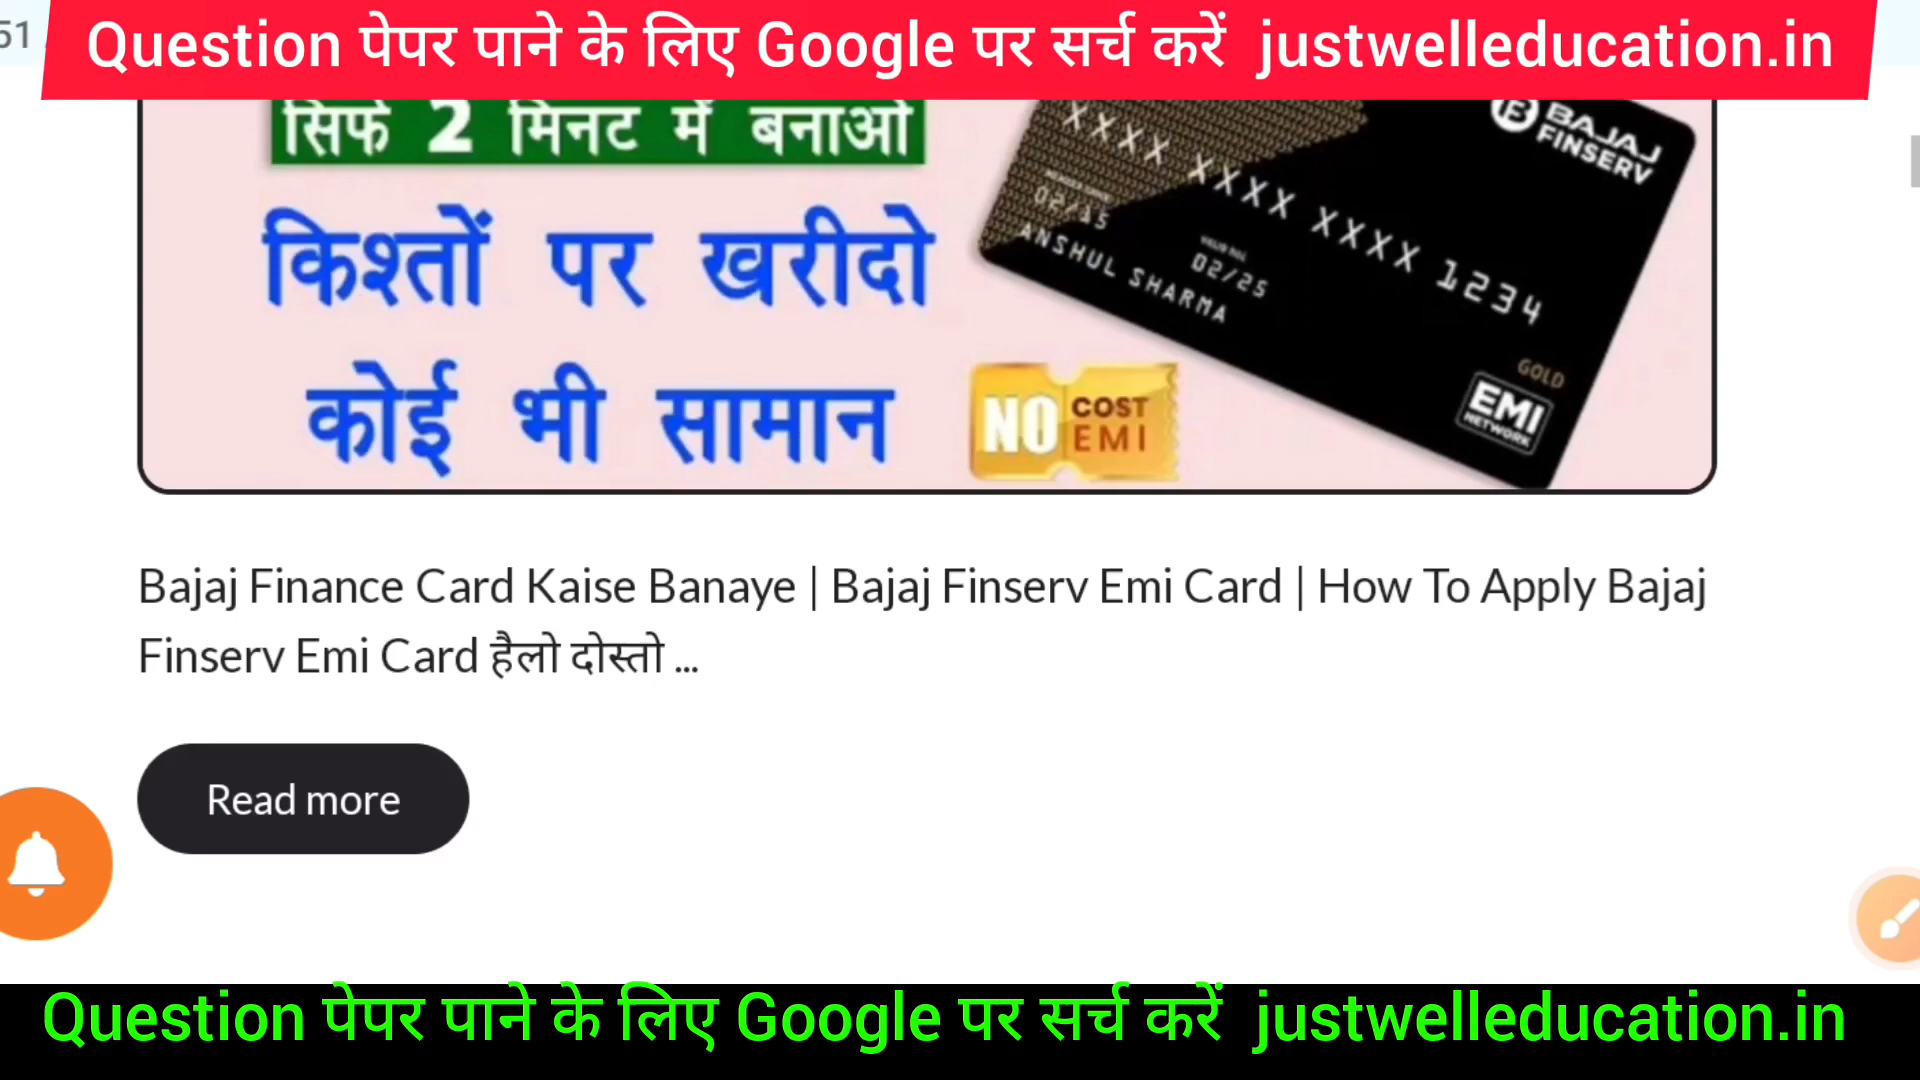 51
Question पेपर पाने के लिए Google पर सर्च करें justwelleducation.in
सिर्फ 2 मिनट में बनाओ
किश्तों पर खरीदो
कोई भी सामान
NO COST EMI
BAJAJ FINSERV
XXXX XXXX XXXX 1234
02/15
02/25
ANSHUL SHARMA
GOLD
EMI NETWORK
Bajaj Finance Card Kaise Banaye | Bajaj Finserv Emi Card | How To Apply Bajaj
Finserv Emi Card हैलो दोस्तो ...
Read more
Question पेपर पाने के लिए Google पर सर्च करें justwelleducation.in